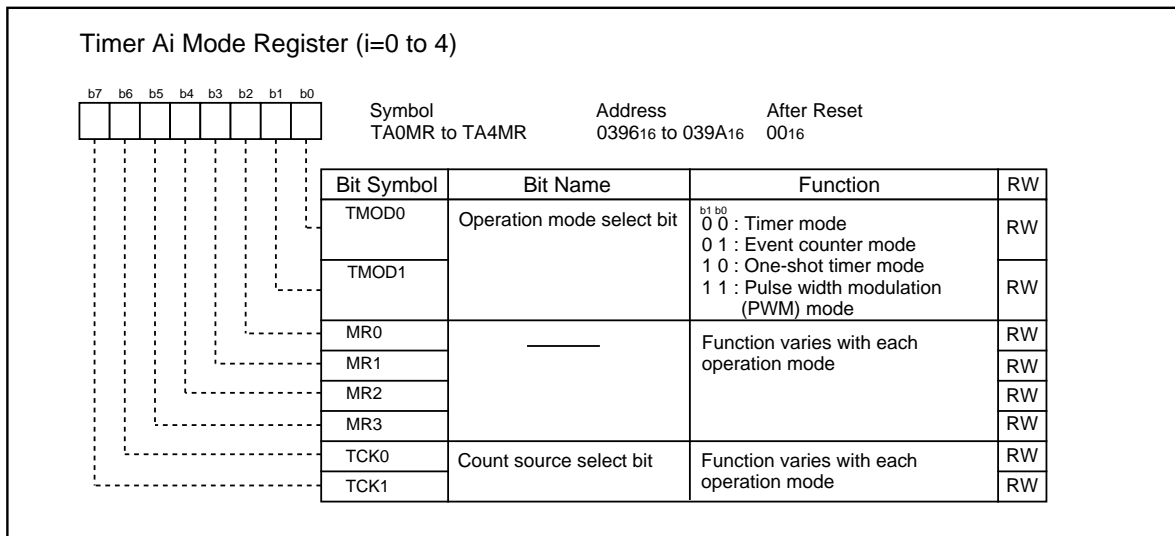 Timer Ai Mode Register (i=0 to 4)
b7 b6 b5 b4 b3 b2 b1 b0
Symbol Address After Reset
TA0MR to TA4MR 039616 to 039A16 0016
Bit Symbol Bit Name Function RW
TMOD0 Operation mode select bit b1 b0
0 0 : Timer mode RW
0 1 : Event counter mode
1 0 : One-shot timer mode
TMOD1 1 1 : Pulse width modulation RW
(PWM) mode
MR0 Function varies with each RW
MR1 operation mode RW
MR2 RW
MR3 RW
TCK0 Count source select bit Function varies with each RW
TCK1 operation mode RW